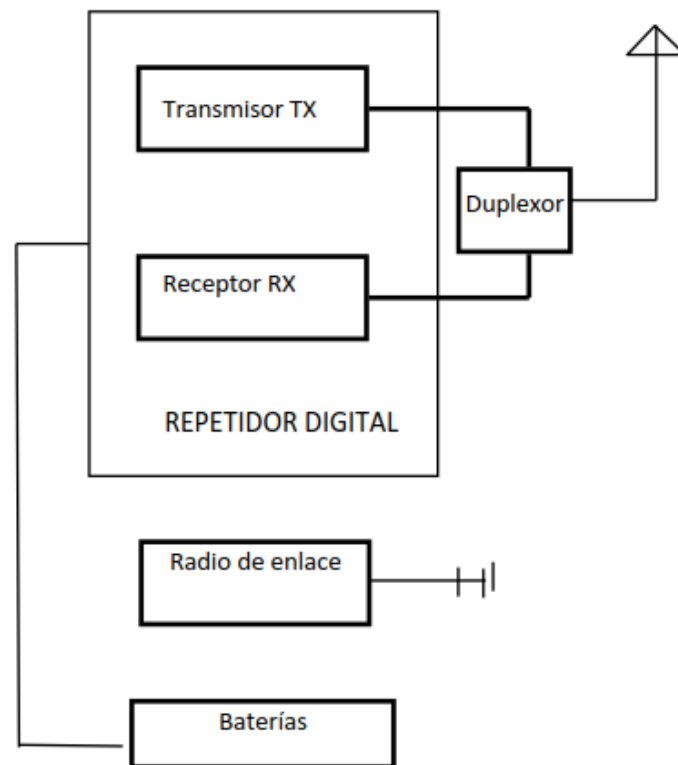 Transmisor TX
Duplexor
Receptor RX
REPETIDOR DIGITAL
Radio de enlace
Baterías